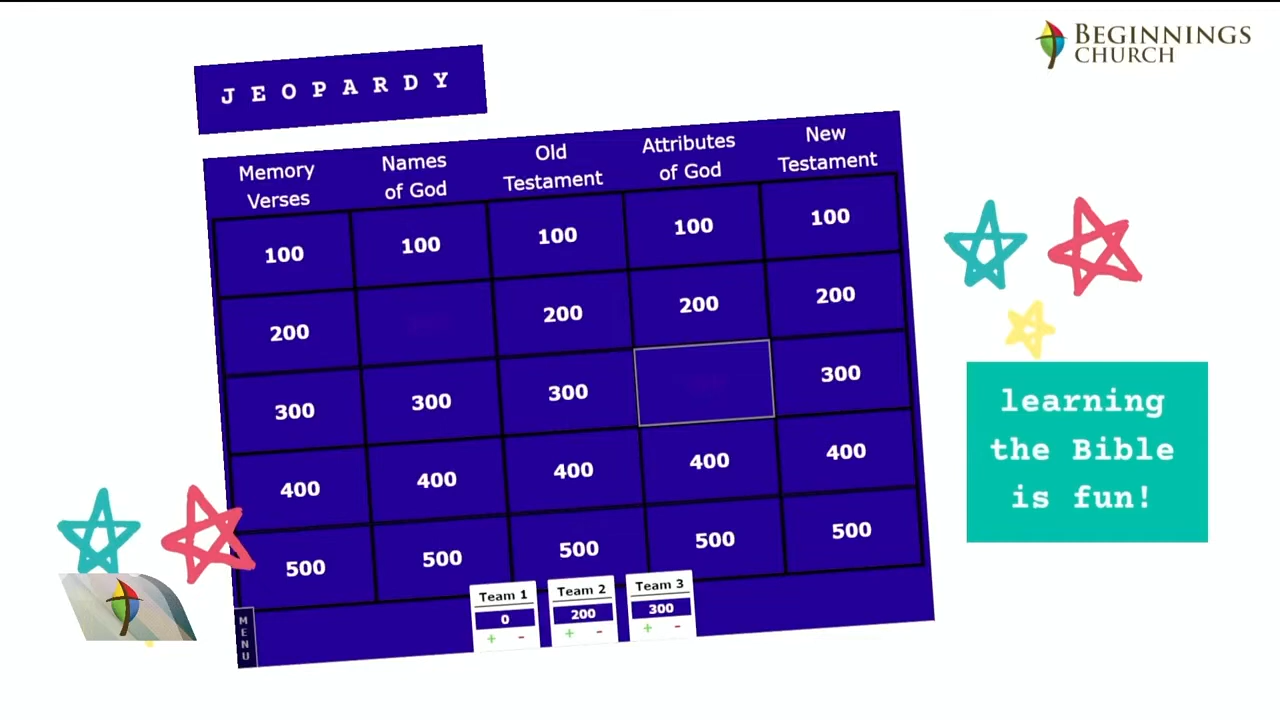 BEGINNINGS
CHURCH
JEOPARDY
Memory
Verses
Names
of God
Old
Testament
Attributes
of God
New
Testament
100 100 100 100 100
200 200 200 200
300 300 300 300
400 400 400 400 400
500 500 500 500 500
MENU
Team 1
0
+ -
Team 2
200
+ -
Team 3
300
+ -
learning
the Bible
is fun!